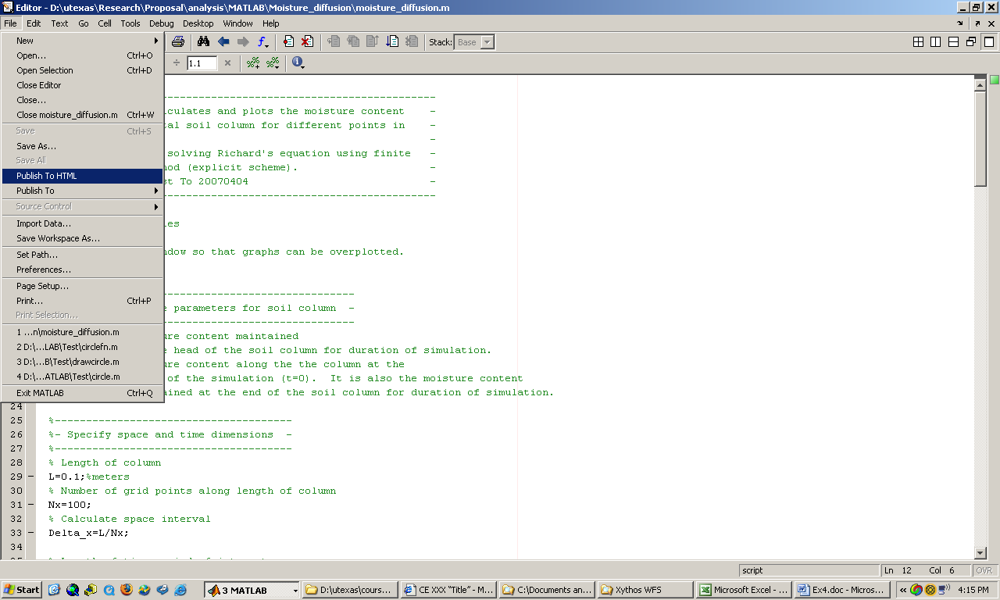 Editor - D:\utexas\Research\Proposal\analysis\MATLAB\Moisture_diffusion\moisture_diffusion.m
File Edit Text Go Cell Tools Debug Desktop Window Help
Stack: Base
÷ 1.1 ×
New
Open... Ctrl+O
Open Selection Ctrl+D
Close Editor
Close...
Close moisture_diffusion.m Ctrl+W
Save Ctrl+S
Save As...
Save All
Publish To HTML
Publish To
Source Control
Import Data...
Save Workspace As...
Set Path...
Preferences...
Page Setup...
Print... Ctrl+P
Print Selection...
1 ...n\moisture_diffusion.m
2 D:\...LAB\Test\circlefn.m
3 D:\...B\Test\drawcircle.m
4 D:\...ATLAB\Test\circle.m
Exit MATLAB Ctrl+Q
-------------------------------------------
culates and plots the moisture content -
al soil column for different points in -
-
solving Richard's equation using finite -
hod (explicit scheme). -
st To 20070404 -
-------------------------------------------
es
ndow so that graphs can be overplotted.
------------------------------
e parameters for soil column -
------------------------------
ure content maintained
e head of the soil column for duration of simulation.
ure content along the the column at the
of the simulation (t=0). It is also the moisture content
ained at the end of the soil column for duration of simulation.
24
25 %--------------------------------------
26 %- Specify space and time dimensions -
27 %--------------------------------------
28 % Length of column
29 - L=0.1;%meters
30 % Number of grid points along length of column
31 - Nx=100;
32 % Calculate space interval
33 - Delta_x=L/Nx;
34
script Ln 12 Col 6 OVR
Start 3 MATLAB D:\utexas\cours... CE XXX "Title" - M... C:\Documents an... Xythos WFS Microsoft Excel - ... Ex4.doc - Micros... « 4:15 PM